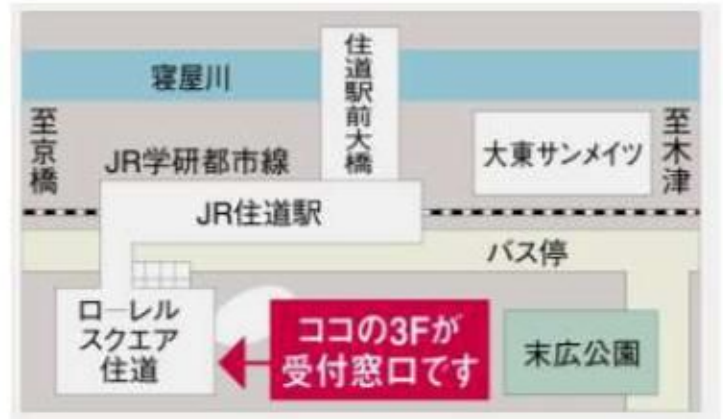 寝屋川
住道駅前大橋
至京橋
JR学研都市線
大東サンメイツ
至木津
JR住道駅
バス停
ローレル
スクエア
住道
ココの3Fが
受付窓口です
末広公園